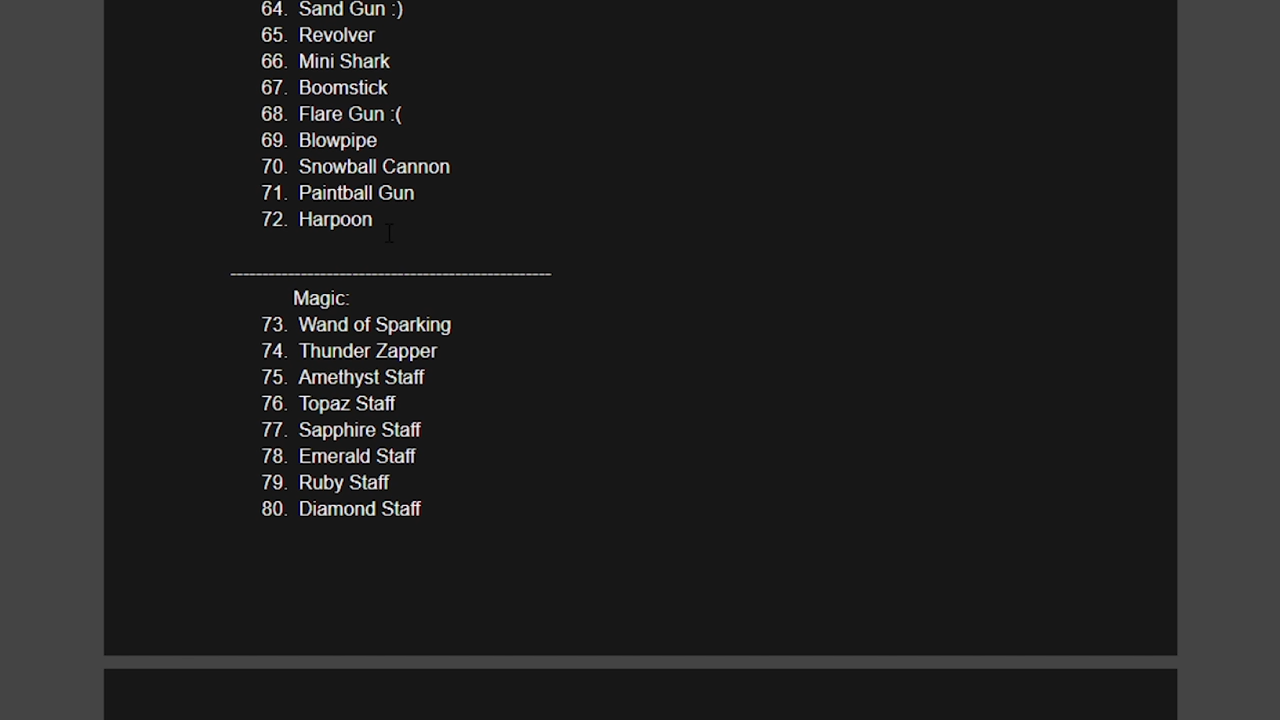 64. Sand Gun :)
65. Revolver
66. Mini Shark
67. Boomstick
68. Flare Gun :(
69. Blowpipe
70. Snowball Cannon
71. Paintball Gun
72. Harpoon
--------------------------------------------------
Magic:
73. Wand of Sparking
74. Thunder Zapper
75. Amethyst Staff
76. Topaz Staff
77. Sapphire Staff
78. Emerald Staff
79. Ruby Staff
80. Diamond Staff